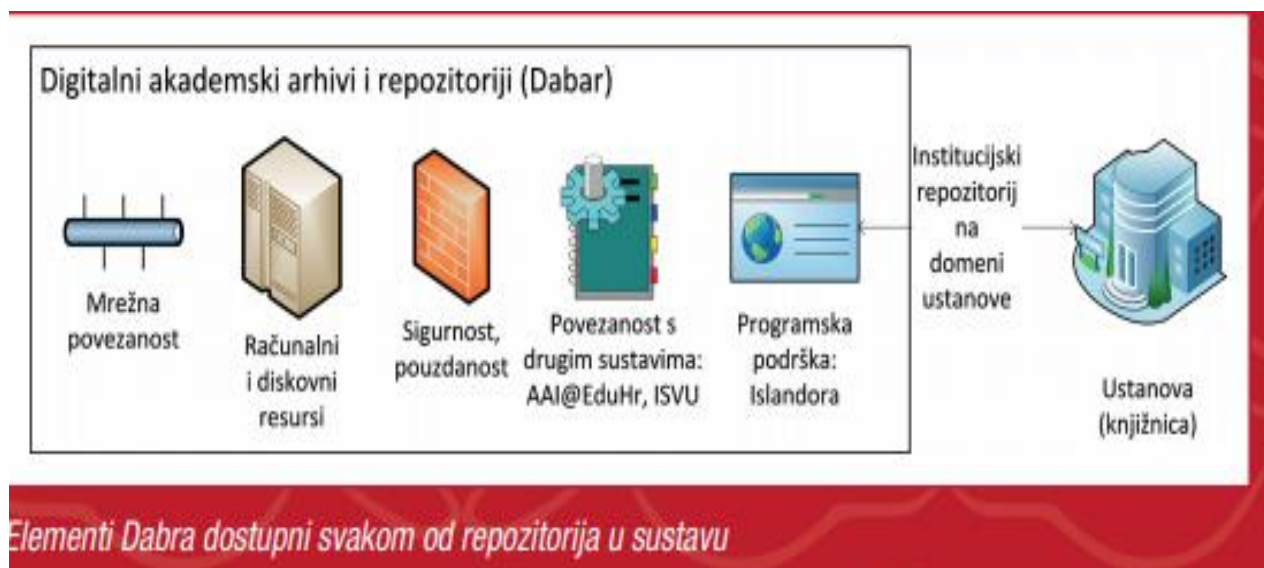 Digitalni akademski arhivi i repozitoriji (Dabar)
Mrežna
povezanost
Računalni
i diskovni
resursi
Sigurnost,
pouzdanost
Povezanost s
drugim sustavima:
AAI@EduHr, ISVU
Programska
podrška:
Islandora
Institucijski
repozitorij
na
domeni
ustanove
Ustanova
(knjižnica)
Elementi Dabra dostupni svakom od repozitorija u sustavu